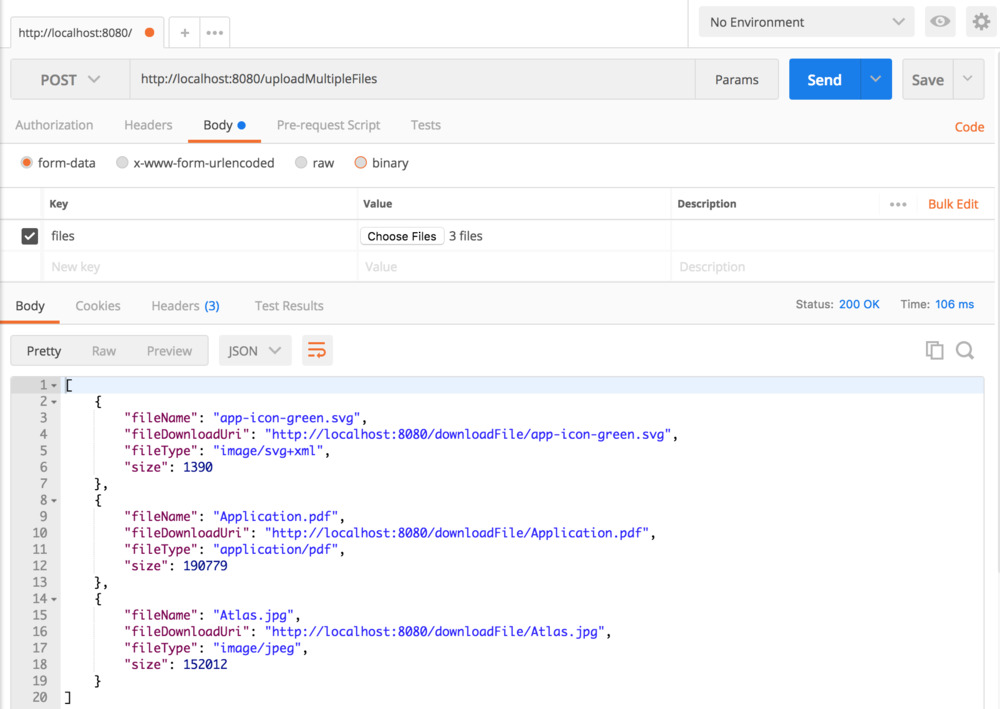 http://localhost:8080/ + •••
No Environment
POST http://localhost:8080/uploadMultipleFiles Params Send Save
Authorization Headers Body Pre-request Script Tests Code
form-data x-www-form-urlencoded raw binary
Key Value Description ••• Bulk Edit
files Choose Files 3 files
New key Value Description
Body Cookies Headers (3) Test Results Status: 200 OK Time: 106 ms
Pretty Raw Preview JSON
1 [
2 {
3 "fileName": "app-icon-green.svg",
4 "fileDownloadUri": "http://localhost:8080/downloadFile/app-icon-green.svg",
5 "fileType": "image/svg+xml",
6 "size": 1390
7 },
8 {
9 "fileName": "Application.pdf",
10 "fileDownloadUri": "http://localhost:8080/downloadFile/Application.pdf",
11 "fileType": "application/pdf",
12 "size": 190779
13 },
14 {
15 "fileName": "Atlas.jpg",
16 "fileDownloadUri": "http://localhost:8080/downloadFile/Atlas.jpg",
17 "fileType": "image/jpeg",
18 "size": 152012
19 }
20 ]